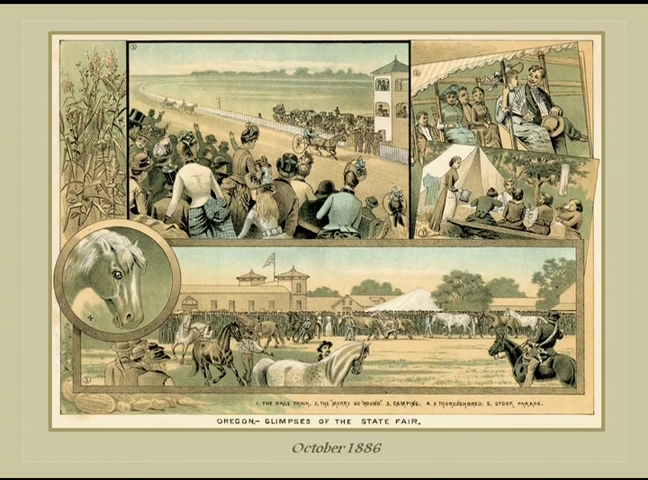 1. THE RACE TRACK. 2. THE "MERRY GO ROUND." 3. CAMPING. 4. A THOROUGHBRED. 5. STOCK PARADE.
OREGON,- GLIMPSES OF THE STATE FAIR.
October 1886